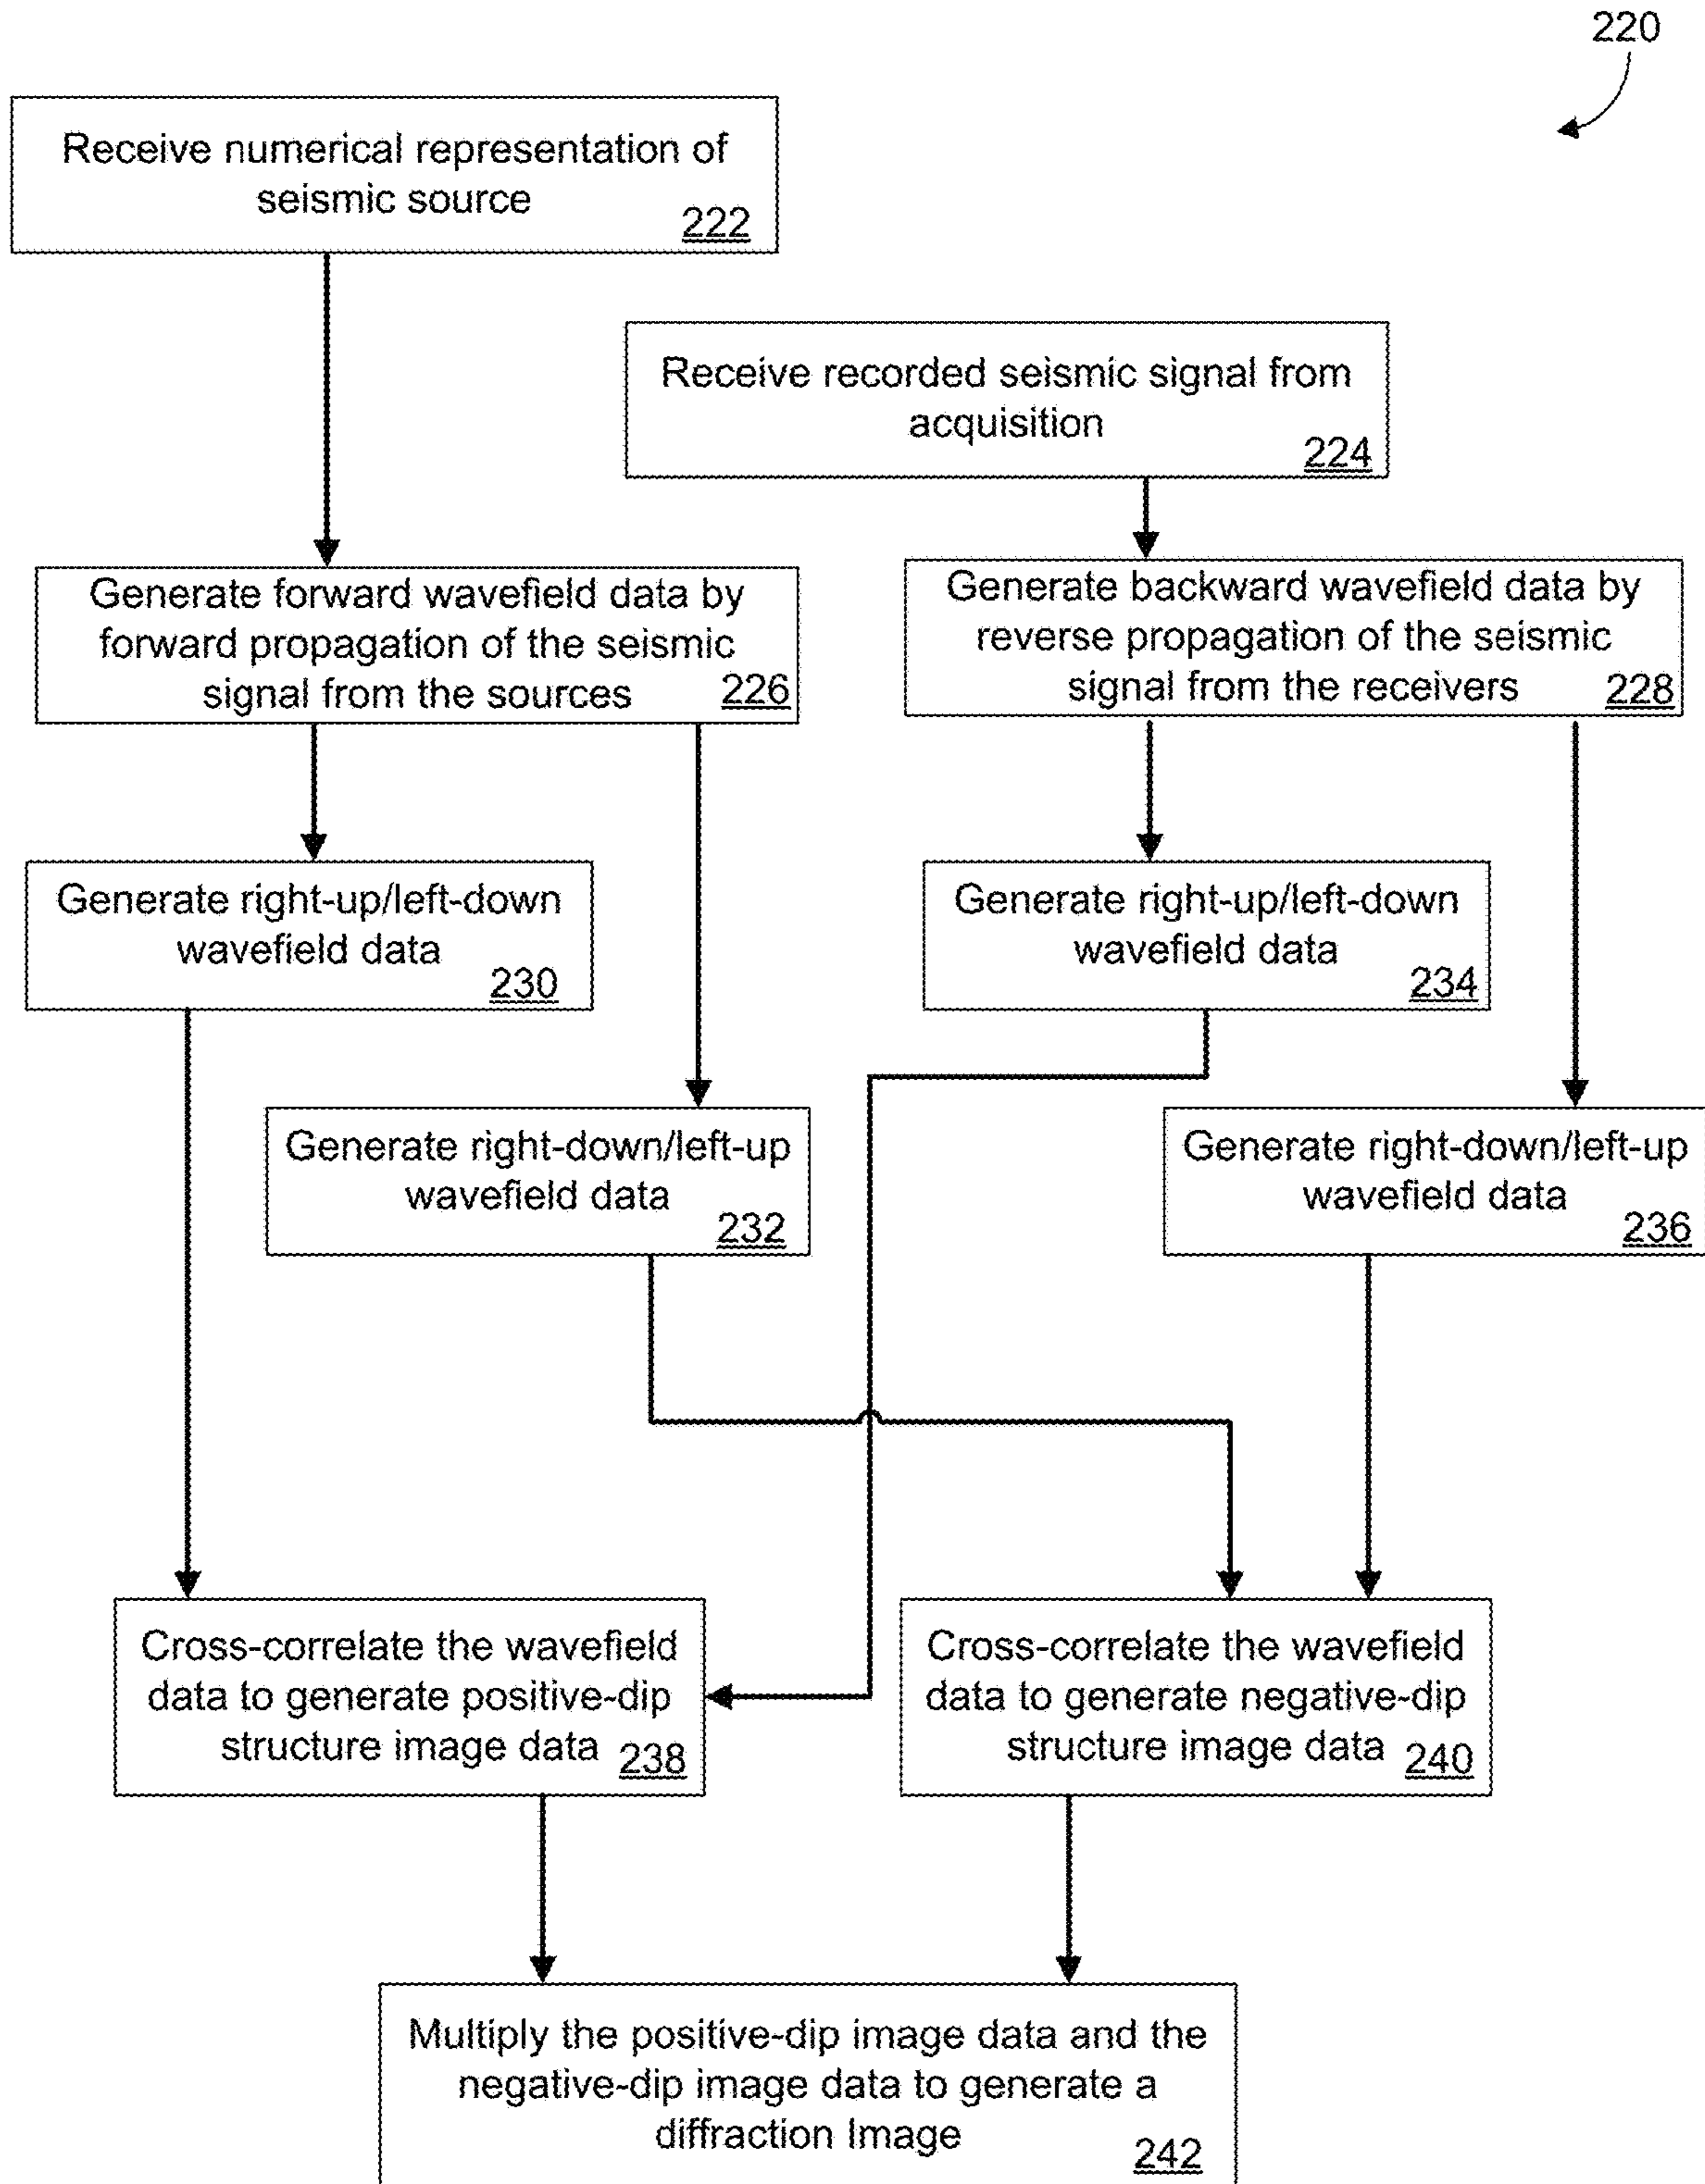 220
Receive numerical representation of
seismic source
222
Receive recorded seismic signal from
acquisition
224
Generate forward wavefield data by
forward propagation of the seismic
signal from the sources
226
Generate backward wavefield data by
reverse propagation of the seismic
signal from the receivers
228
Generate right-up/left-down
wavefield data
230
Generate right-up/left-down
wavefield data
234
Generate right-down/left-up
wavefield data
232
Generate right-down/left-up
wavefield data
236
Cross-correlate the wavefield
data to generate positive-dip
structure image data
238
Cross-correlate the wavefield
data to generate negative-dip
structure image data
240
Multiply the positive-dip image data and the
negative-dip image data to generate a
diffraction Image
242